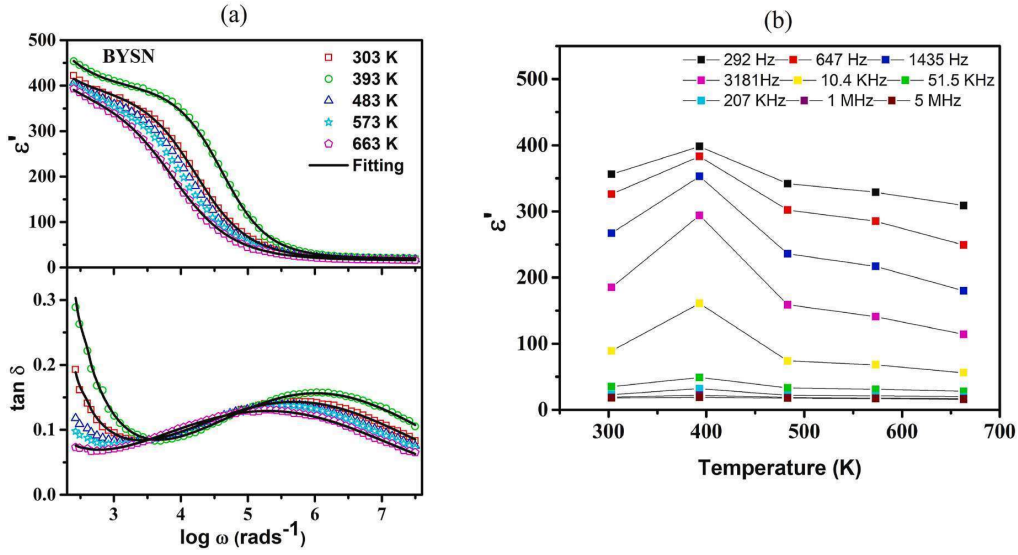 (a)
500
400
300
200
100
0
ε'
BYSN
303 K
393 K
483 K
573 K
663 K
Fitting
0.3
0.2
0.1
0.0
tan δ
3 4 5 6 7
log ω (rads⁻¹)
(b)
500
400
300
200
100
0
ε'
292 Hz 647 Hz 1435 Hz
3181Hz 10.4 KHz 51.5 KHz
207 KHz 1 MHz 5 MHz
300 400 500 600 700
Temperature (K)